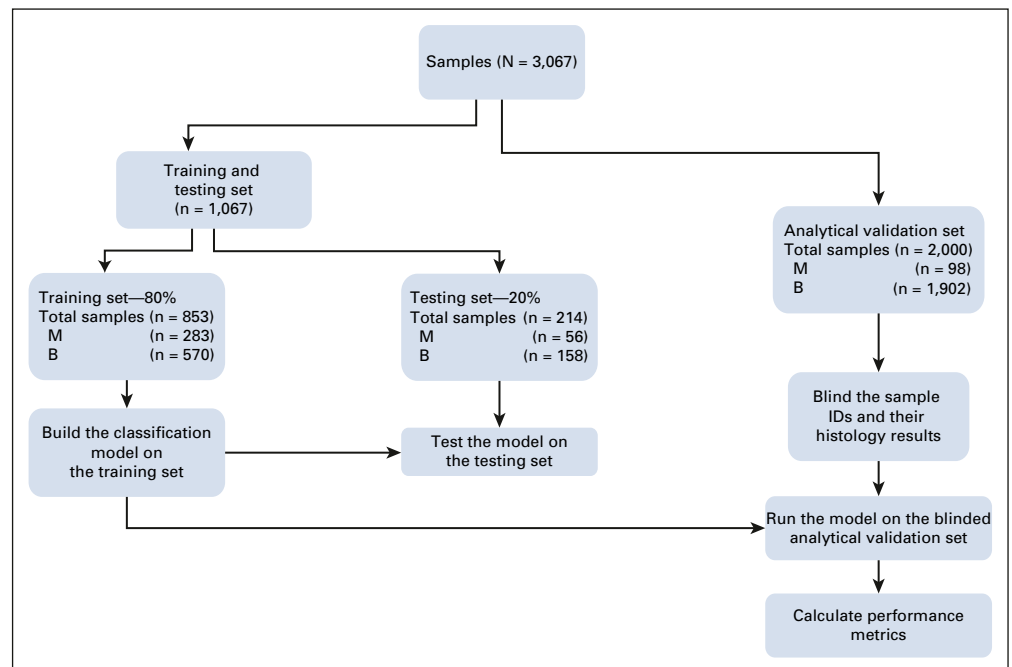 Samples (N = 3,067)
Training and
testing set
(n = 1,067)
Analytical validation set
Total samples (n = 2,000)
M (n = 98)
B (n = 1,902)
Training set—80%
Total samples (n = 853)
M (n = 283)
B (n = 570)
Testing set—20%
Total samples (n = 214)
M (n = 56)
B (n = 158)
Blind the sample
IDs and their
histology results
Build the classification
model on
the training set
Test the model on
the testing set
Run the model on the blinded
analytical validation set
Calculate performance
metrics